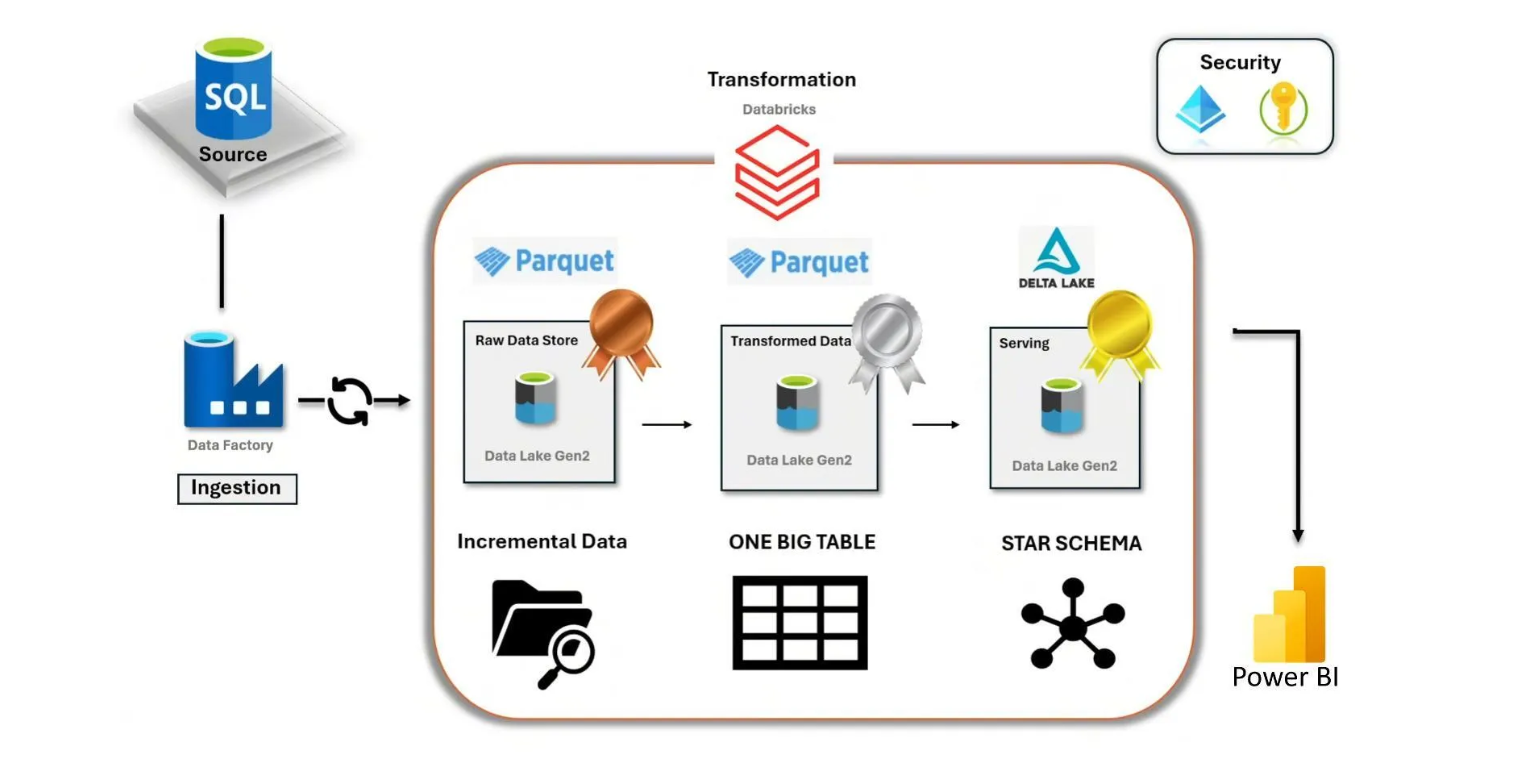 SQL
Source
Data Factory
Ingestion
Transformation
Databricks
Parquet
Raw Data Store
Data Lake Gen2
Incremental Data
Parquet
Transformed Data
Data Lake Gen2
ONE BIG TABLE
DELTA LAKE
Serving
Data Lake Gen2
STAR SCHEMA
Security
Power BI